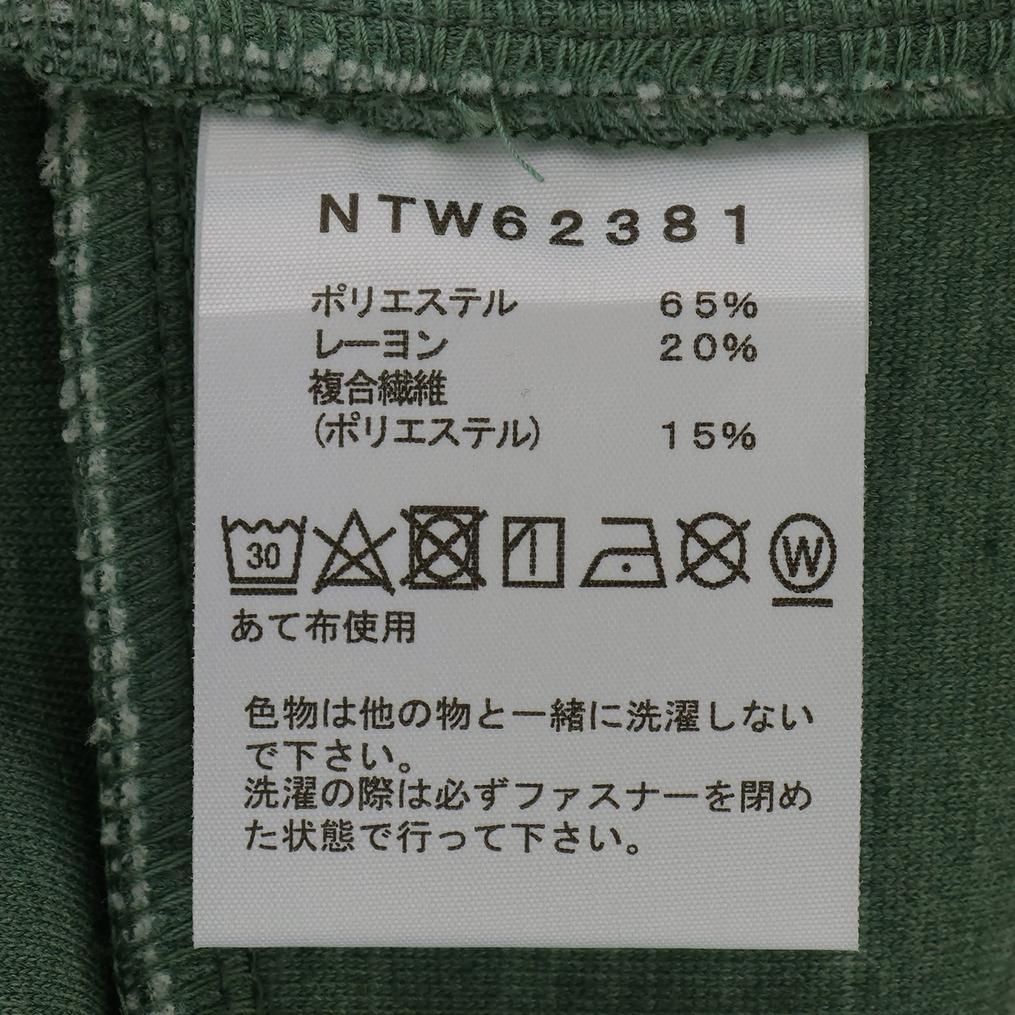 NTW62381
ポリエステル 65%
レーヨン 20%
複合繊維
(ポリエステル) 15%
30 W
あて布使用
色物は他の物と一緒に洗濯しない
で下さい。
洗濯の際は必ずファスナーを閉め
た状態で行って下さい。